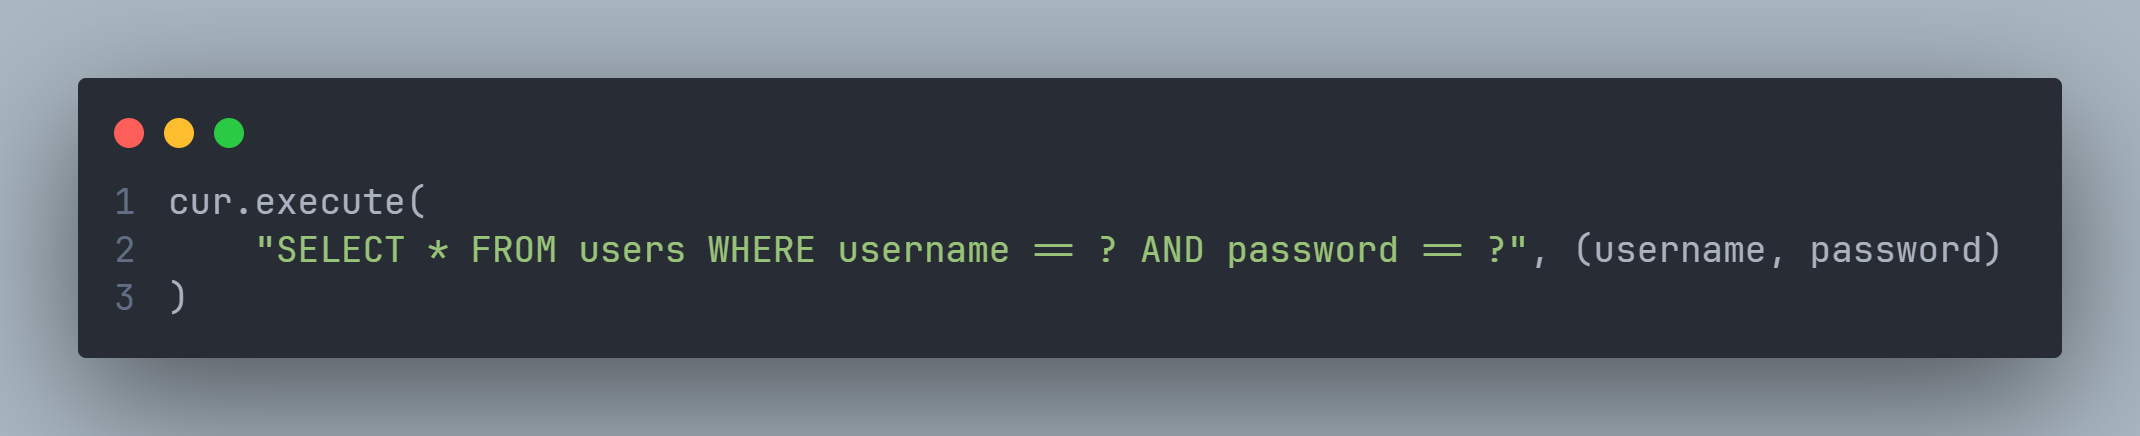 1 cur.execute(
2     "SELECT * FROM users WHERE username == ? AND password == ?", (username, password)
3 )